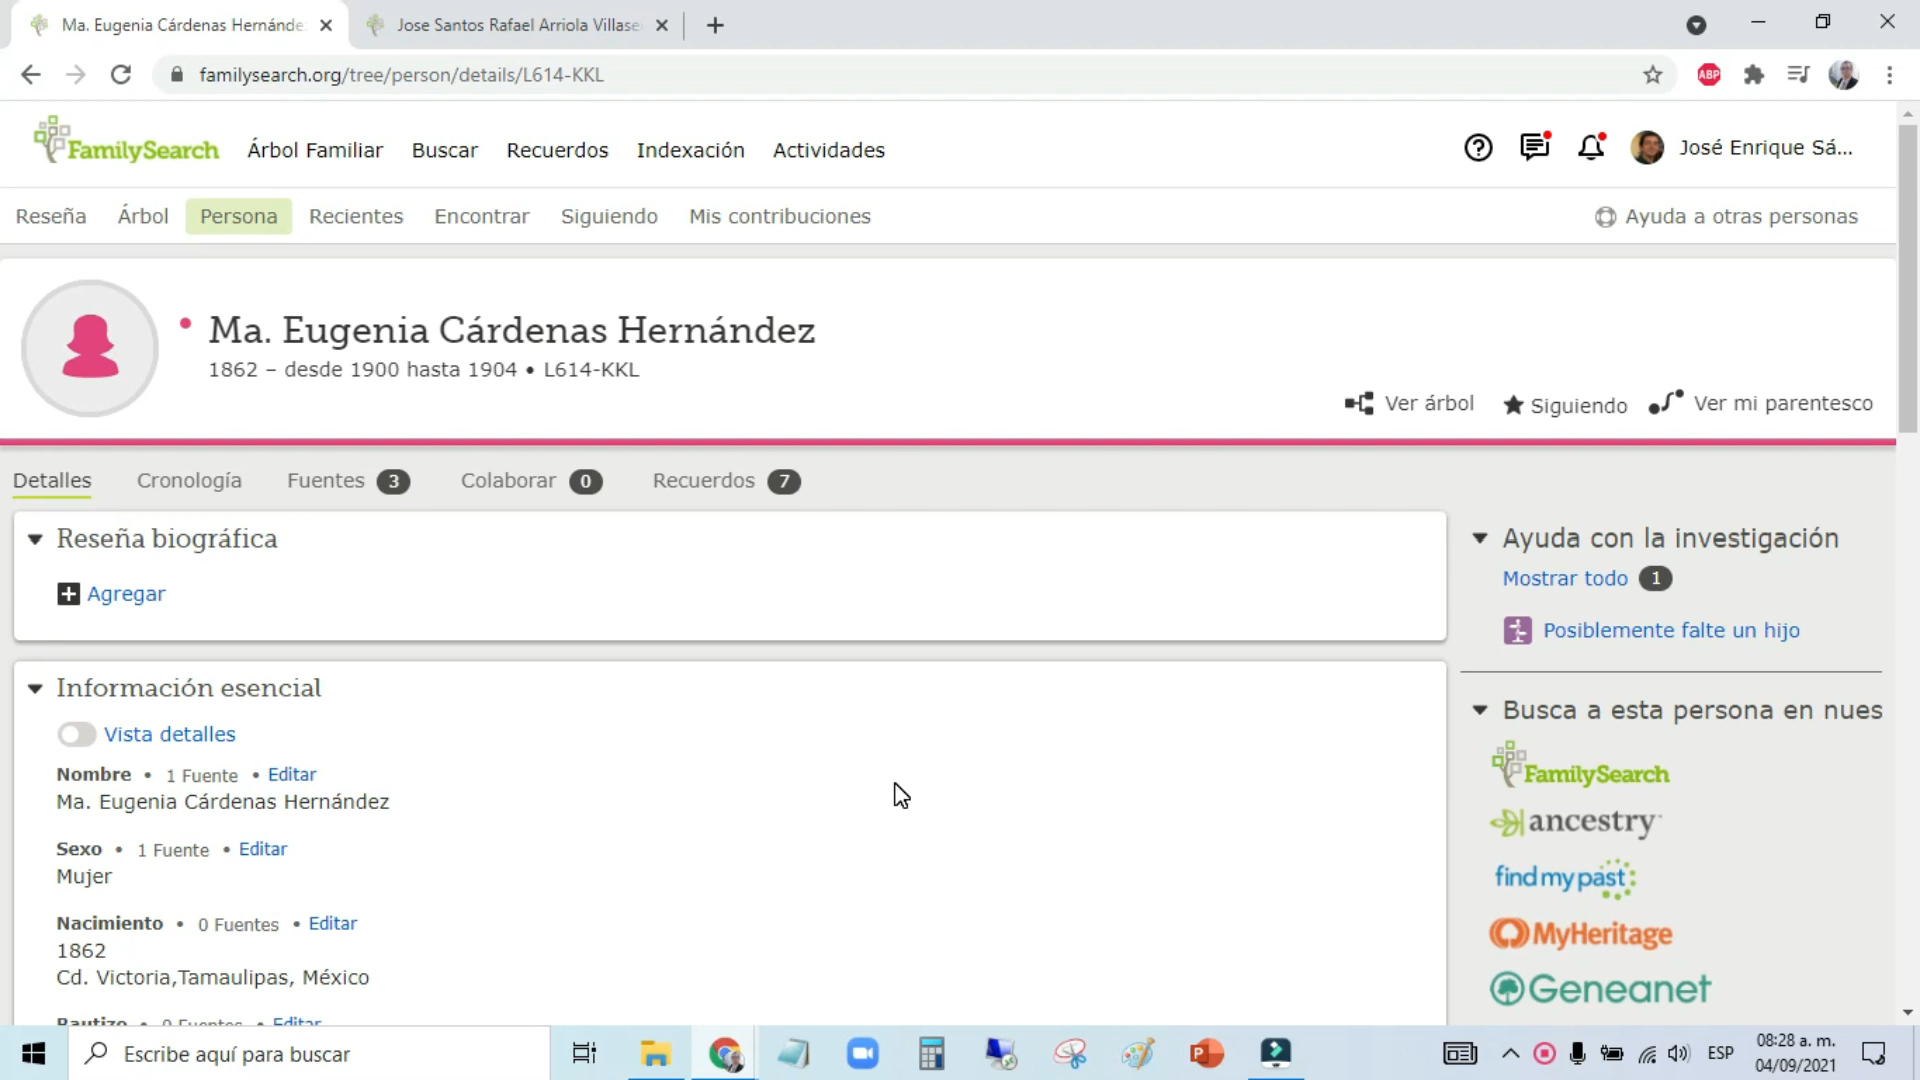 Ma. Eugenia Cárdenas Hernánde
Jose Santos Rafael Arriola Villase
familysearch.org/tree/person/details/L614-KKL
ABP
FamilySearch
Árbol Familiar
Buscar
Recuerdos
Indexación
Actividades
José Enrique Sá...
Reseña
Árbol
Persona
Recientes
Encontrar
Siguiendo
Mis contribuciones
Ayuda a otras personas
Ma. Eugenia Cárdenas Hernández
1862 – desde 1900 hasta 1904 • L614-KKL
Ver árbol
Siguiendo
Ver mi parentesco
Detalles
Cronología
Fuentes 3
Colaborar 0
Recuerdos 7
Reseña biográfica
Agregar
Información esencial
Vista detalles
Nombre • 1 Fuente • Editar
Ma. Eugenia Cárdenas Hernández
Sexo • 1 Fuente • Editar
Mujer
Nacimiento • 0 Fuentes • Editar
1862
Cd. Victoria,Tamaulipas, México
Bautizo • 0 Fuentes • Editar
Ayuda con la investigación
Mostrar todo 1
Posiblemente falte un hijo
Busca a esta persona en nues
FamilySearch
ancestry
findmypast
MyHeritage
Geneanet
Escribe aquí para buscar
ESP
08:28 a. m.
04/09/2021